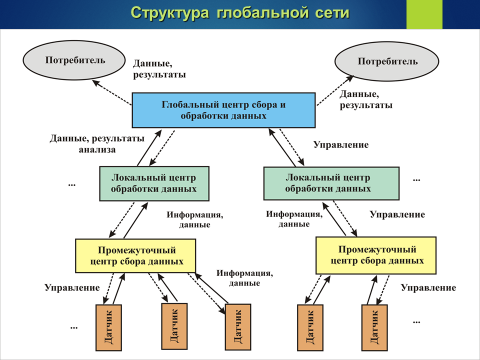 Структура глобальной сети
Потребитель
Потребитель
Данные,
результаты
Данные,
результаты
Глобальный центр сбора и
обработки данных
Данные, результаты
анализа
Управление
...
Локальный центр
обработки данных
Локальный центр
обработки данных
...
Информация,
данные
Информация,
данные
Управление
Промежуточный
центр сбора данных
Промежуточный
центр сбора данных
Управление
Информация,
данные
Управление
...
Датчик
Датчик
Датчик
Датчик
Датчик
...